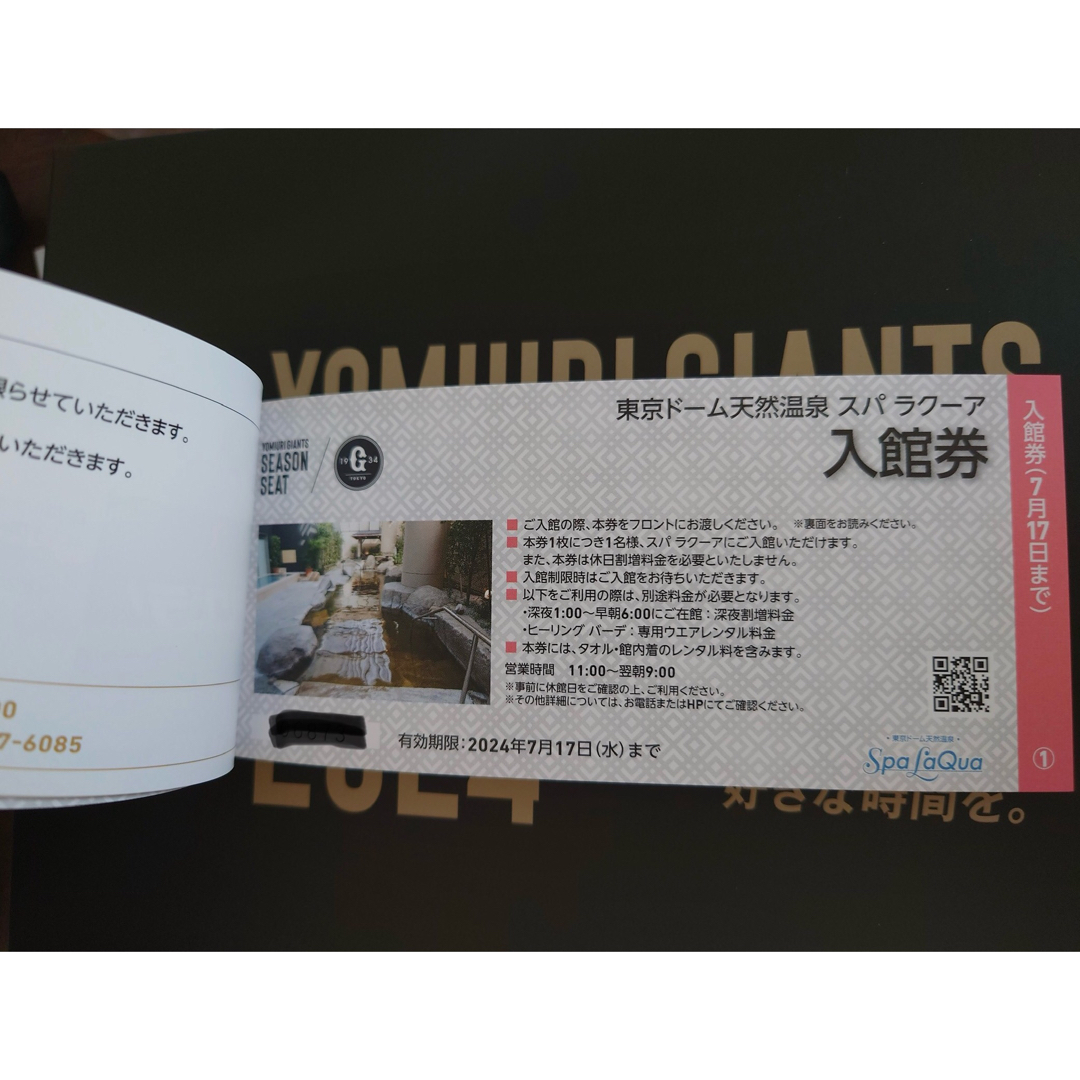 YOMIURI GIANTS
限らせていただきます。
いただきます。
7-6085
YOMIURI GIANTS
SEASON
SEAT
19 G 34
TOKYO
東京ドーム天然温泉 スパ ラクーア
入館券
■ ご入館の際、本券をフロントにお渡しください。 ※裏面をお読みください。
■ 本券1枚につき1名様、スパ ラクーアにご入館いただけます。
また、本券は休日割増料金を必要といたしません。
■ 入館制限時はご入館をお待ちいただきます。
■ 以下をご利用の際は、別途料金が必要となります。
・深夜1:00〜早朝6:00にご在館：深夜割増料金
・ヒーリング バーデ：専用ウエアレンタル料金
■ 本券には、タオル・館内着のレンタル料を含みます。
営業時間 11:00〜翌朝9:00
※事前に休館日をご確認の上、ご利用ください。
※その他詳細については、お電話またはHPにてご確認ください。
有効期限：2024年7月17日（水）まで
・東京ドーム天然温泉・
Spa LaQua
入館券（7月17日まで）
①
2024
好きな時間を。